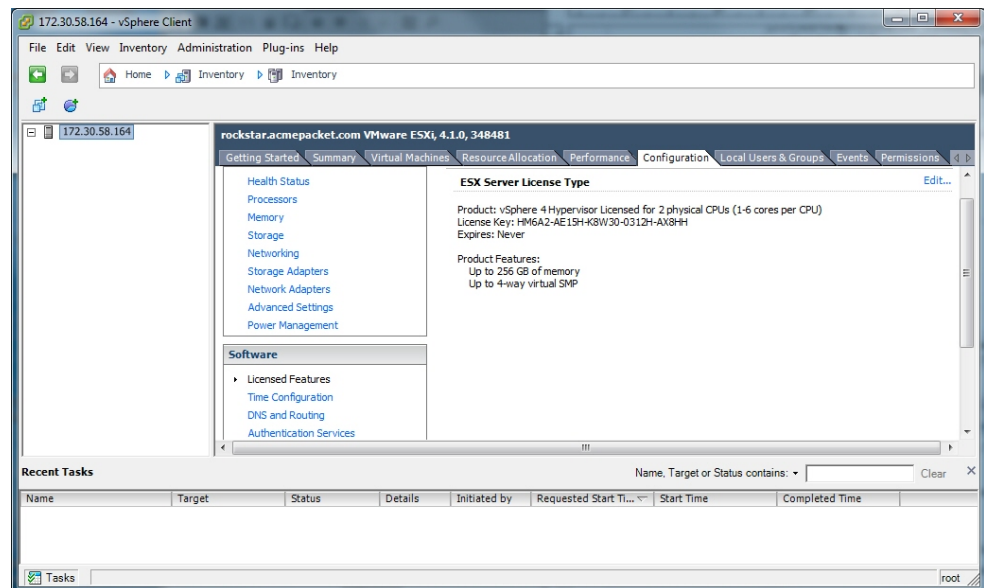 172.30.58.164 - vSphere Client
File Edit View Inventory Administration Plug-ins Help
Home Inventory Inventory
172.30.58.164
rockstar.acmepacket.com VMware ESXi, 4.1.0, 348481
Getting Started Summary Virtual Machines Resource Allocation Performance Configuration Local Users & Groups Events Permissions
Health Status
Processors
Memory
Storage
Networking
Storage Adapters
Network Adapters
Advanced Settings
Power Management
Software
Licensed Features
Time Configuration
DNS and Routing
Authentication Services
ESX Server License Type Edit...
Product: vSphere 4 Hypervisor Licensed for 2 physical CPUs (1-6 cores per CPU)
License Key: HM6A2-AE15H-K8W30-0312H-AX8HH
Expires: Never
Product Features:
Up to 256 GB of memory
Up to 4-way virtual SMP
Recent Tasks Name, Target or Status contains: Clear
Name Target Status Details Initiated by Requested Start Ti... Start Time Completed Time
Tasks root